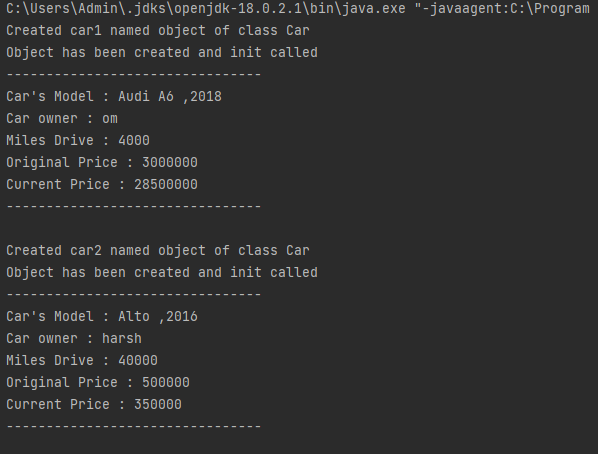 C:\Users\Admin\.jdks\openjdk-18.0.2.1\bin\java.exe "-javaagent:C:\Program
Created car1 named object of class Car
Object has been created and init called
--------------------------------
Car's Model : Audi A6 ,2018
Car owner : om
Miles Drive : 4000
Original Price : 3000000
Current Price : 28500000
--------------------------------
Created car2 named object of class Car
Object has been created and init called
--------------------------------
Car's Model : Alto ,2016
Car owner : harsh
Miles Drive : 40000
Original Price : 500000
Current Price : 350000
--------------------------------